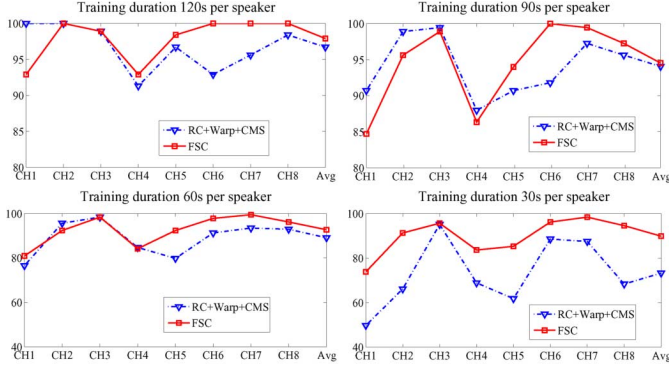 Training duration 120s per speaker
100
95
90
85
80
RC+Warp+CMS
FSC
CH1 CH2 CH3 CH4 CH5 CH6 CH7 CH8 Avg
Training duration 90s per speaker
100
95
90
85
80
RC+Warp+CMS
FSC
CH1 CH2 CH3 CH4 CH5 CH6 CH7 CH8 Avg
Training duration 60s per speaker
100
80
60
40
RC+Warp+CMS
FSC
CH1 CH2 CH3 CH4 CH5 CH6 CH7 CH8 Avg
Training duration 30s per speaker
100
80
60
40
RC+Warp+CMS
FSC
CH1 CH2 CH3 CH4 CH5 CH6 CH7 CH8 Avg